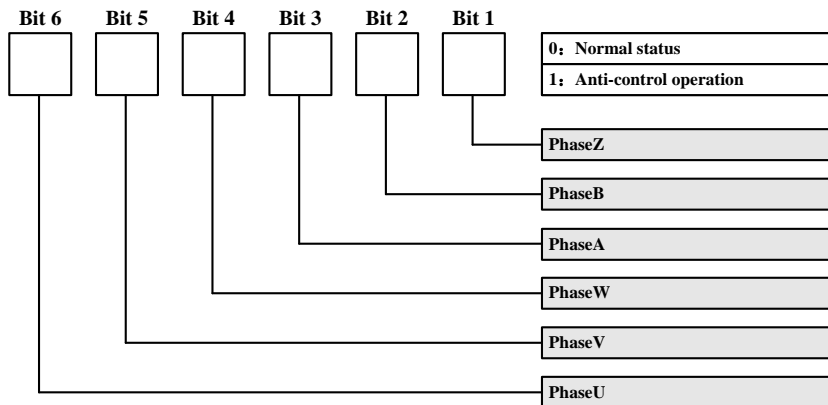 Bit 6 Bit 5 Bit 4 Bit 3 Bit 2 Bit 1
0：Normal status
1：Anti-control operation
PhaseZ
PhaseB
PhaseA
PhaseW
PhaseV
PhaseU